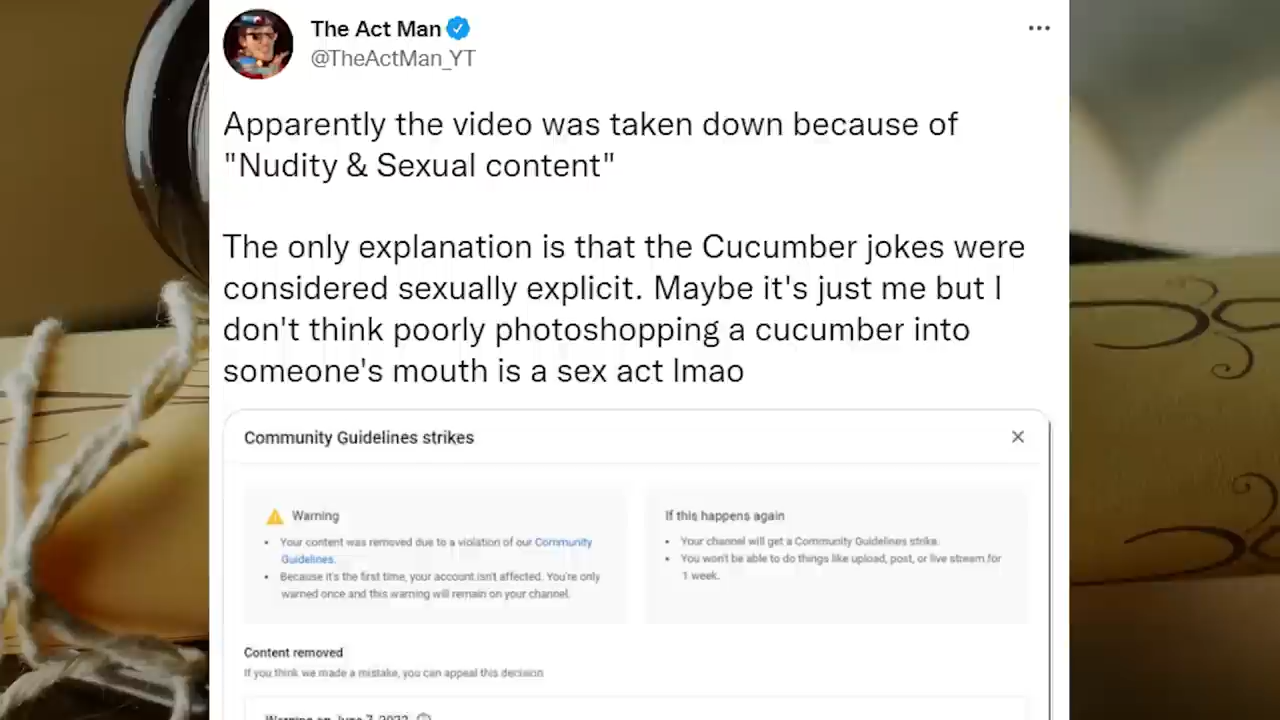 The Act Man
@TheActMan_YT
Apparently the video was taken down because of
"Nudity & Sexual content"
The only explanation is that the Cucumber jokes were
considered sexually explicit. Maybe it's just me but I
don't think poorly photoshopping a cucumber into
someone's mouth is a sex act lmao
Community Guidelines strikes
Warning
• Your content was removed due to a violation of our Community
Guidelines.
• Because it's the first time, your account isn't affected. You're only
warned once and this warning will remain on your channel.
If this happens again
• Your channel will get a Community Guidelines strike.
• You won't be able to do things like upload, post, or live stream for
1 week.
Content removed
If you think we made a mistake, you can appeal this decision
Warning on June 7, 2022